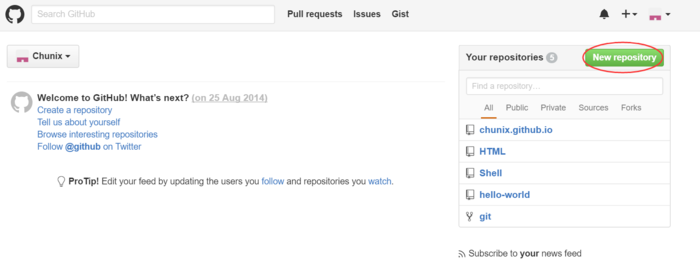 Search GitHub
Pull requests Issues Gist
Chunix
Welcome to GitHub! What's next? (on 25 Aug 2014)
Create a repository
Tell us about yourself
Browse interesting repositories
Follow @github on Twitter
ProTip! Edit your feed by updating the users you follow and repositories you watch.
Your repositories 5 New repository
Find a repository...
All Public Private Sources Forks
chunix.github.io
HTML
Shell
hello-world
git
Subscribe to your news feed